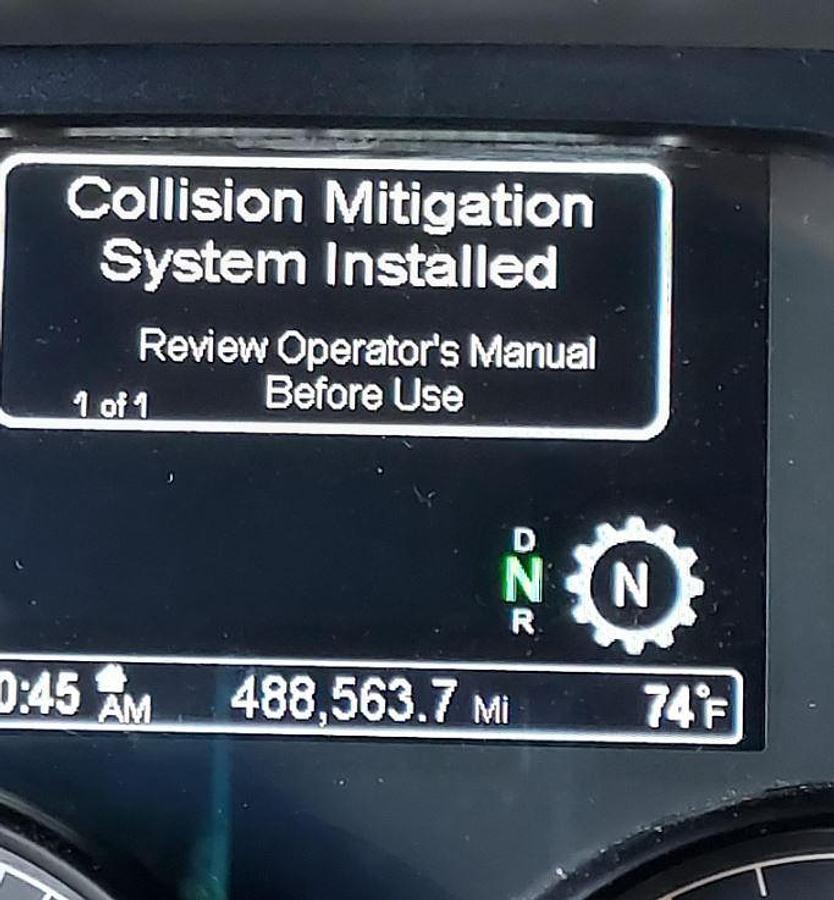 Collision Mitigation
System Installed
Review Operator's Manual
Before Use
1 of 1
D
N
R
N
0:45 AM 488,563.7 Mi 74°F